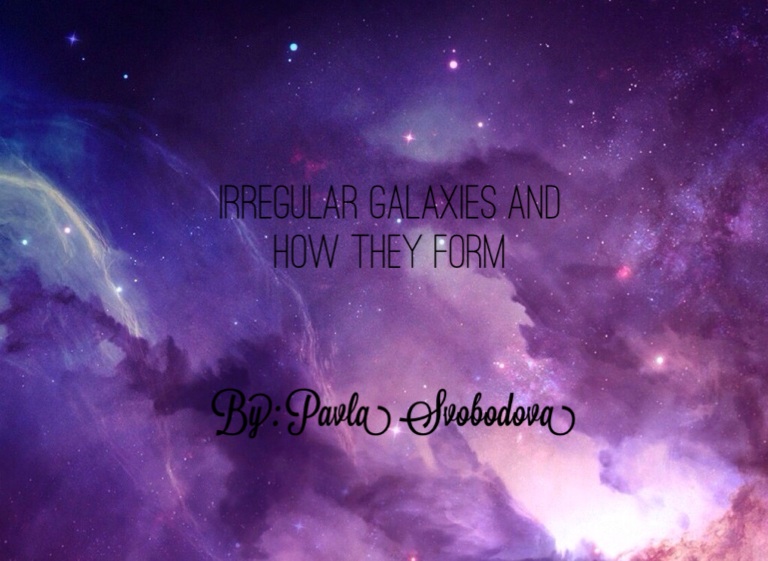 IRREGULAR GALAXIES AND
HOW THEY FORM
By: Pavla Svobodova